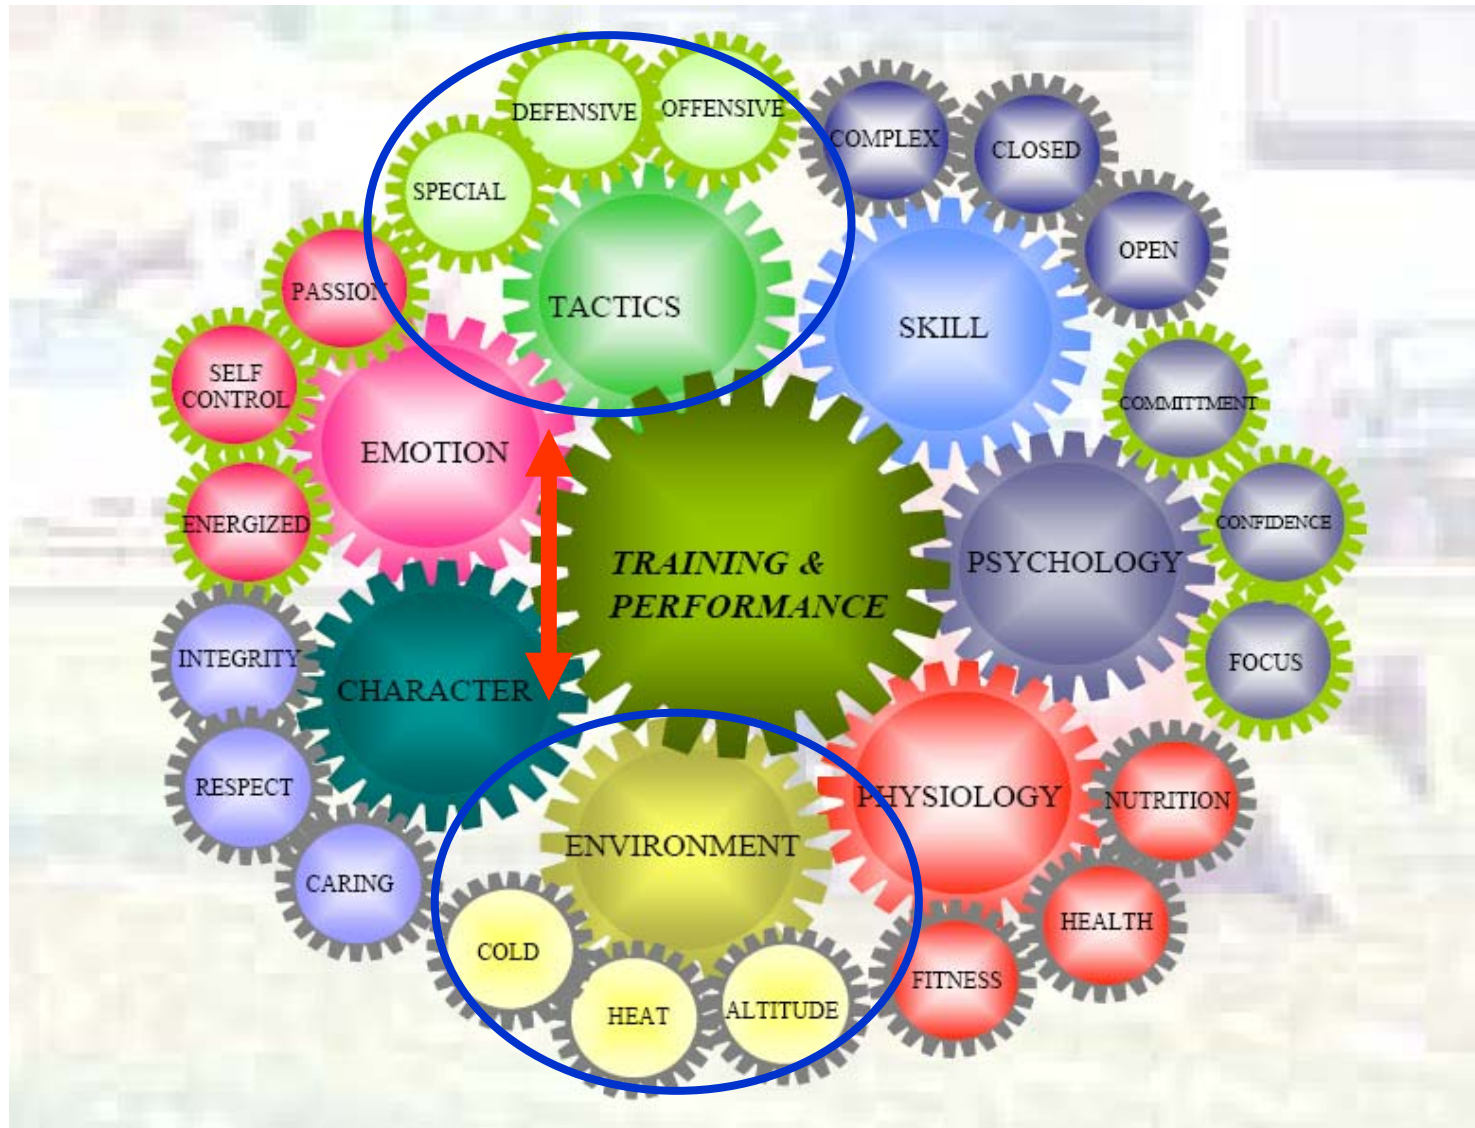 DEFENSIVE
OFFENSIVE
SPECIAL
TACTICS
COMPLEX
CLOSED
OPEN
SKILL
PASSION
SELF
CONTROL
ENERGIZED
EMOTION
COMMITTMENT
CONFIDENCE
FOCUS
PSYCHOLOGY
TRAINING &
PERFORMANCE
INTEGRITY
RESPECT
CARING
CHARACTER
ENVIRONMENT
COLD
HEAT
ALTITUDE
PHYSIOLOGY
NUTRITION
HEALTH
FITNESS